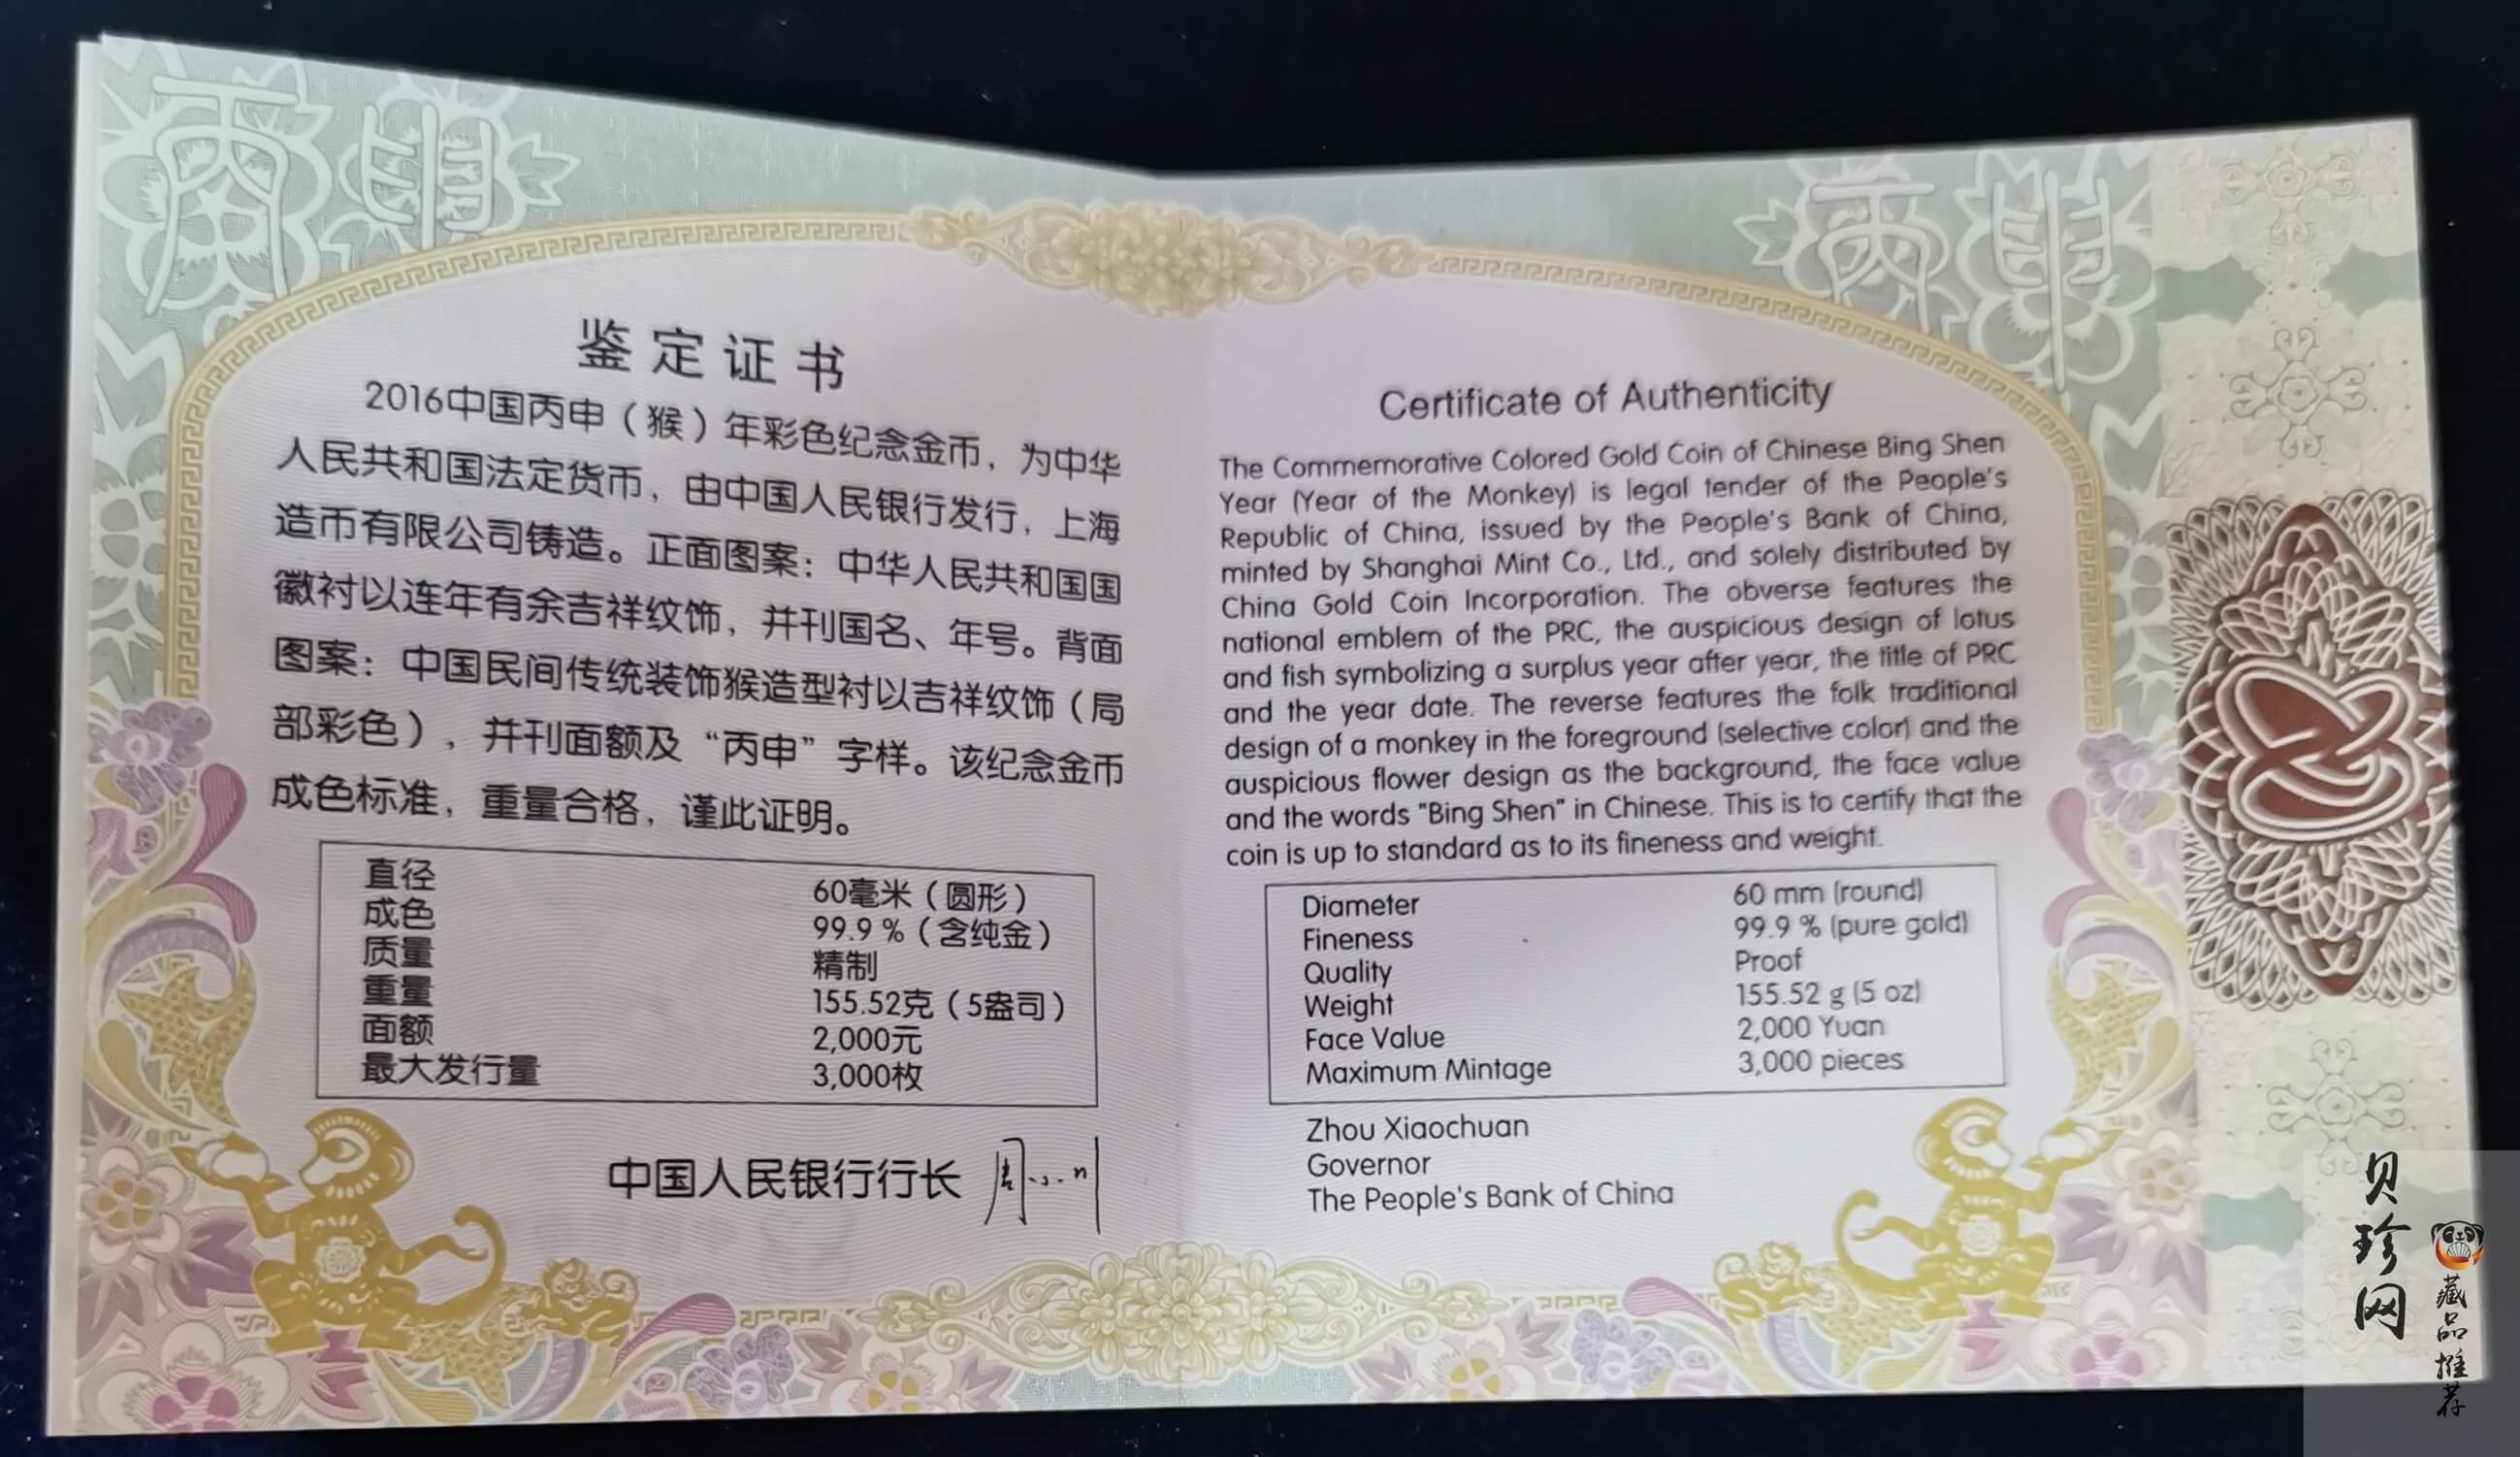 丙申
丙申
鉴定证书
2016中国丙申（猴）年彩色纪念金币，为中华
人民共和国法定货币，由中国人民银行发行，上海
造币有限公司铸造。正面图案：中华人民共和国国
徽衬以连年有余吉祥纹饰，并刊国名、年号。背面
图案：中国民间传统装饰猴造型衬以吉祥纹饰（局
部彩色），并刊面额及“丙申”字样。该纪念金币
成色标准，重量合格，谨此证明。
直径 60毫米（圆形）
成色 99.9%（含纯金）
质量 精制
重量 155.52克（5盎司）
面额 2,000元
最大发行量 3,000枚
中国人民银行行长 周小川
Certificate of Authenticity
The Commemorative Colored Gold Coin of Chinese Bing Shen
Year (Year of the Monkey) is legal tender of the People's
Republic of China, issued by the People's Bank of China,
minted by Shanghai Mint Co., Ltd., and solely distributed by
China Gold Coin Incorporation. The obverse features the
national emblem of the PRC, the auspicious design of lotus
and fish symbolizing a surplus year after year, the title of PRC
and the year date. The reverse features the folk traditional
design of a monkey in the foreground (selective color) and the
auspicious flower design as the background, the face value
and the words "Bing Shen" in Chinese. This is to certify that the
coin is up to standard as to its fineness and weight.
Diameter 60 mm (round)
Fineness 99.9 % (pure gold)
Quality Proof
Weight 155.52 g (5 oz)
Face Value 2,000 Yuan
Maximum Mintage 3,000 pieces
Zhou Xiaochuan
Governor
The People's Bank of China
贝珍网
藏品推荐